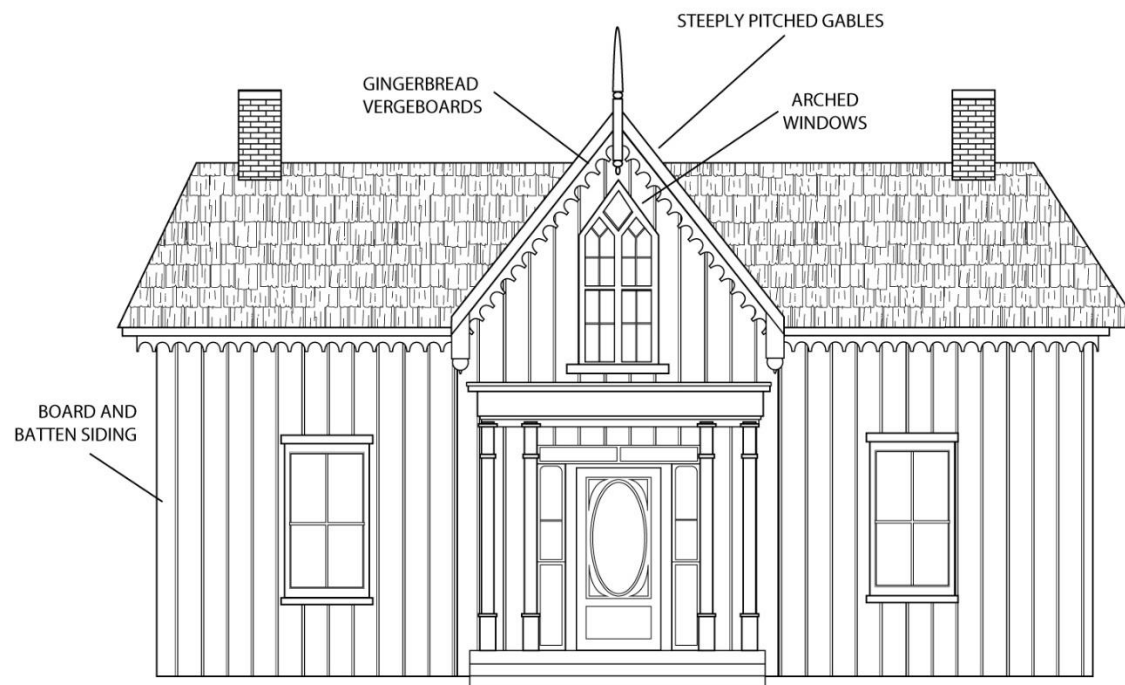 STEEPLY PITCHED GABLES
GINGERBREAD
VERGEBOARDS
ARCHED
WINDOWS
BOARD AND
BATTEN SIDING